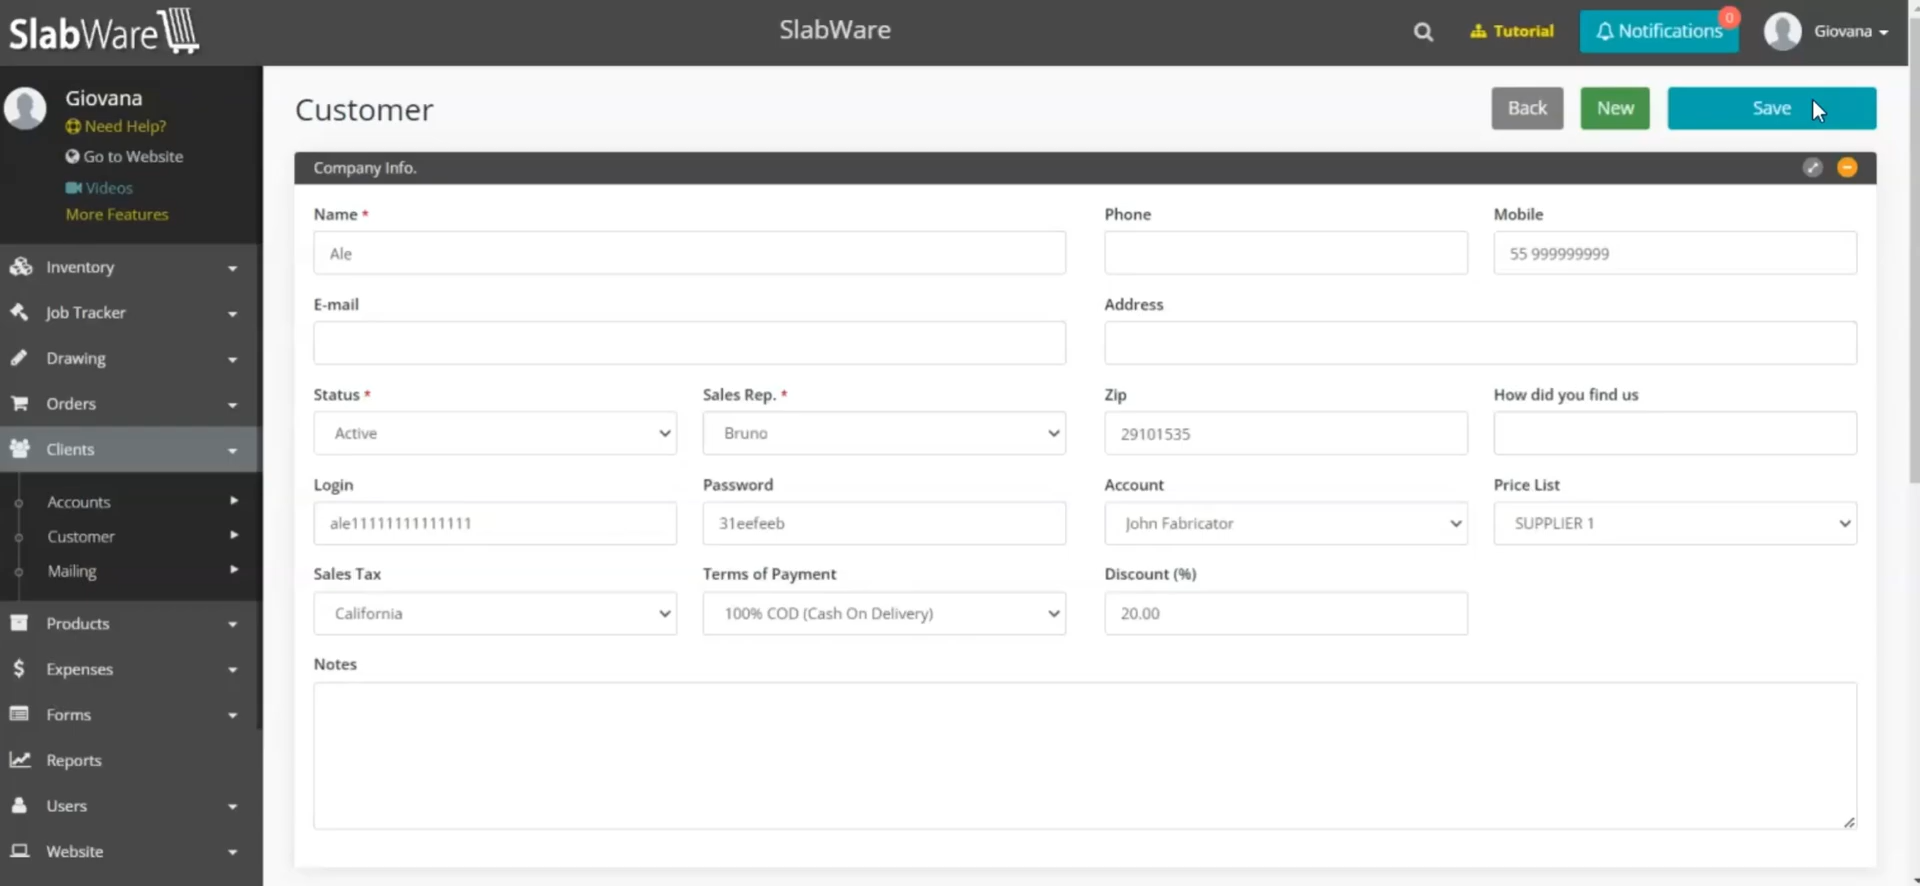 SlabWare
SlabWare
Tutorial
Notifications
0
Giovana
Giovana
Need Help?
Go to Website
Videos
More Features
Inventory
Job Tracker
Drawing
Orders
Clients
Accounts
Customer
Mailing
Products
Expenses
Forms
Reports
Users
Website
Customer
Back
New
Save
Company Info.
Name *
Phone
Mobile
Ale
55 999999999
E-mail
Address
Status *
Sales Rep. *
Zip
How did you find us
Active
Bruno
29101535
Login
Password
Account
Price List
ale11111111111111
31eefeeb
John Fabricator
SUPPLIER 1
Sales Tax
Terms of Payment
Discount (%)
California
100% COD (Cash On Delivery)
20.00
Notes